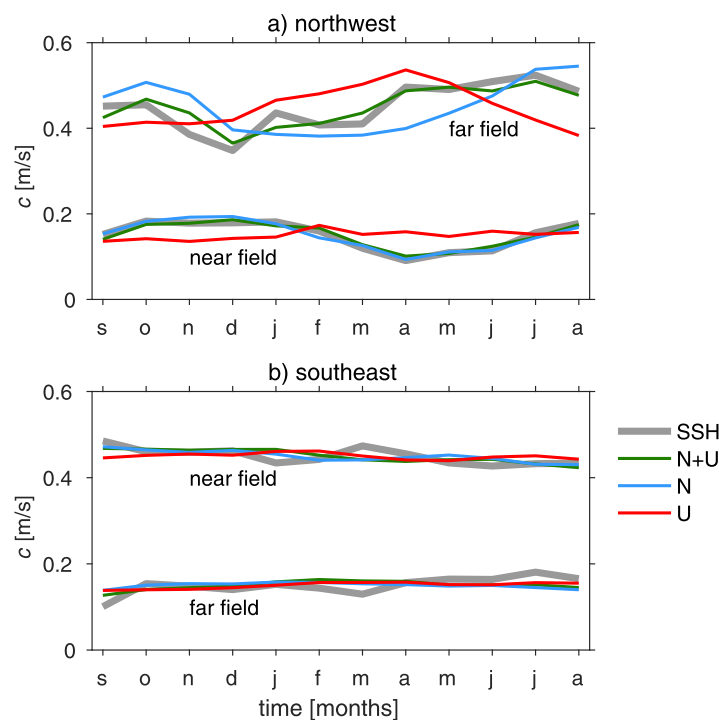 a) northwest
0.6
0.4
0.2
0
c [m/s]
far field
near field
s o n d j f m a m j j a
b) southeast
0.6
0.4
0.2
0
c [m/s]
near field
far field
s o n d j f m a m j j a
time [months]
SSH
N+U
N
U